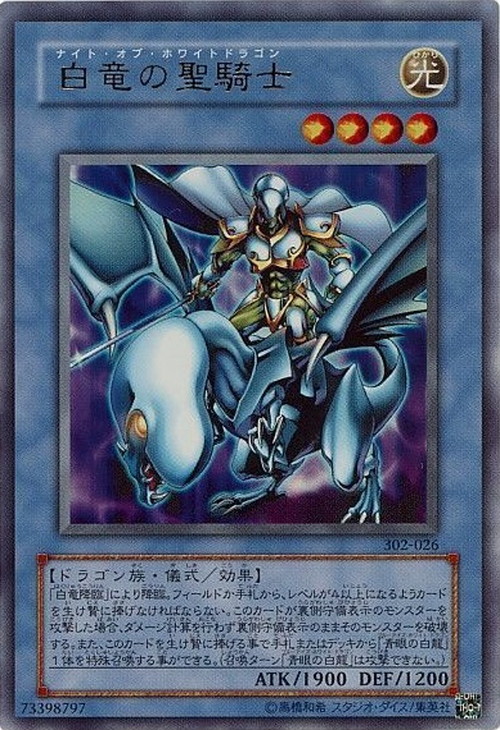 ナイト・オブ・ホワイトドラゴン
白竜の聖騎士
ひかり
光
302-026
【ドラゴン族・儀式／効果】
「白竜降臨」により降臨。フィールドか手札から、レベルが4以上になるようカード
を生け贄に捧げなければならない。このカードが裏側守備表示のモンスターを
攻撃した場合、ダメージ計算を行わず裏側守備表示のままそのモンスターを破壊す
る。また、このカードを生け贄に捧げる事で手札またはデッキから「青眼の白龍」
1体を特殊召喚する事ができる。（召喚ターン「青眼の白龍」は攻撃できない。）
ATK/1900 DEF/1200
73398797
©高橋和希 スタジオ・ダイス/集英社